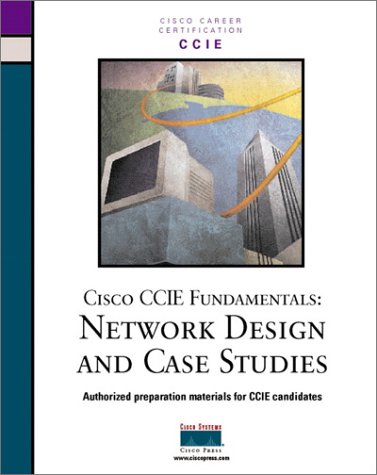 CISCO CAREER
CERTIFICATION
CCIE
CISCO CCIE FUNDAMENTALS:
NETWORK DESIGN
AND CASE STUDIES
Authorized preparation materials for CCIE candidates
CISCO SYSTEMS
CISCO PRESS
www.ciscopress.com